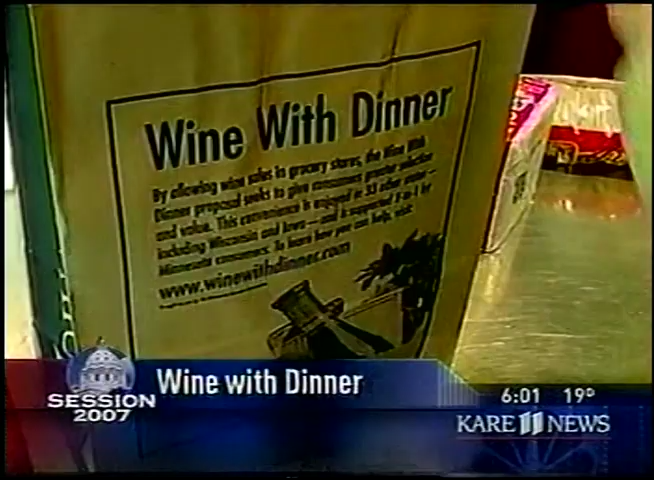 Wine With Dinner
By allowing wine sales in grocery stores, the Wine With
Dinner proposal seeks to give consumers greater selection
and value. This convenience is enjoyed in 33 other states—
including Wisconsin and Iowa—and is supported 2-to-1 by
Minnesota consumers. To learn how you can help, visit:
www.winewithdinner.com
Wine with Dinner
SESSION
2007
6:01 19°
KARE 11 NEWS